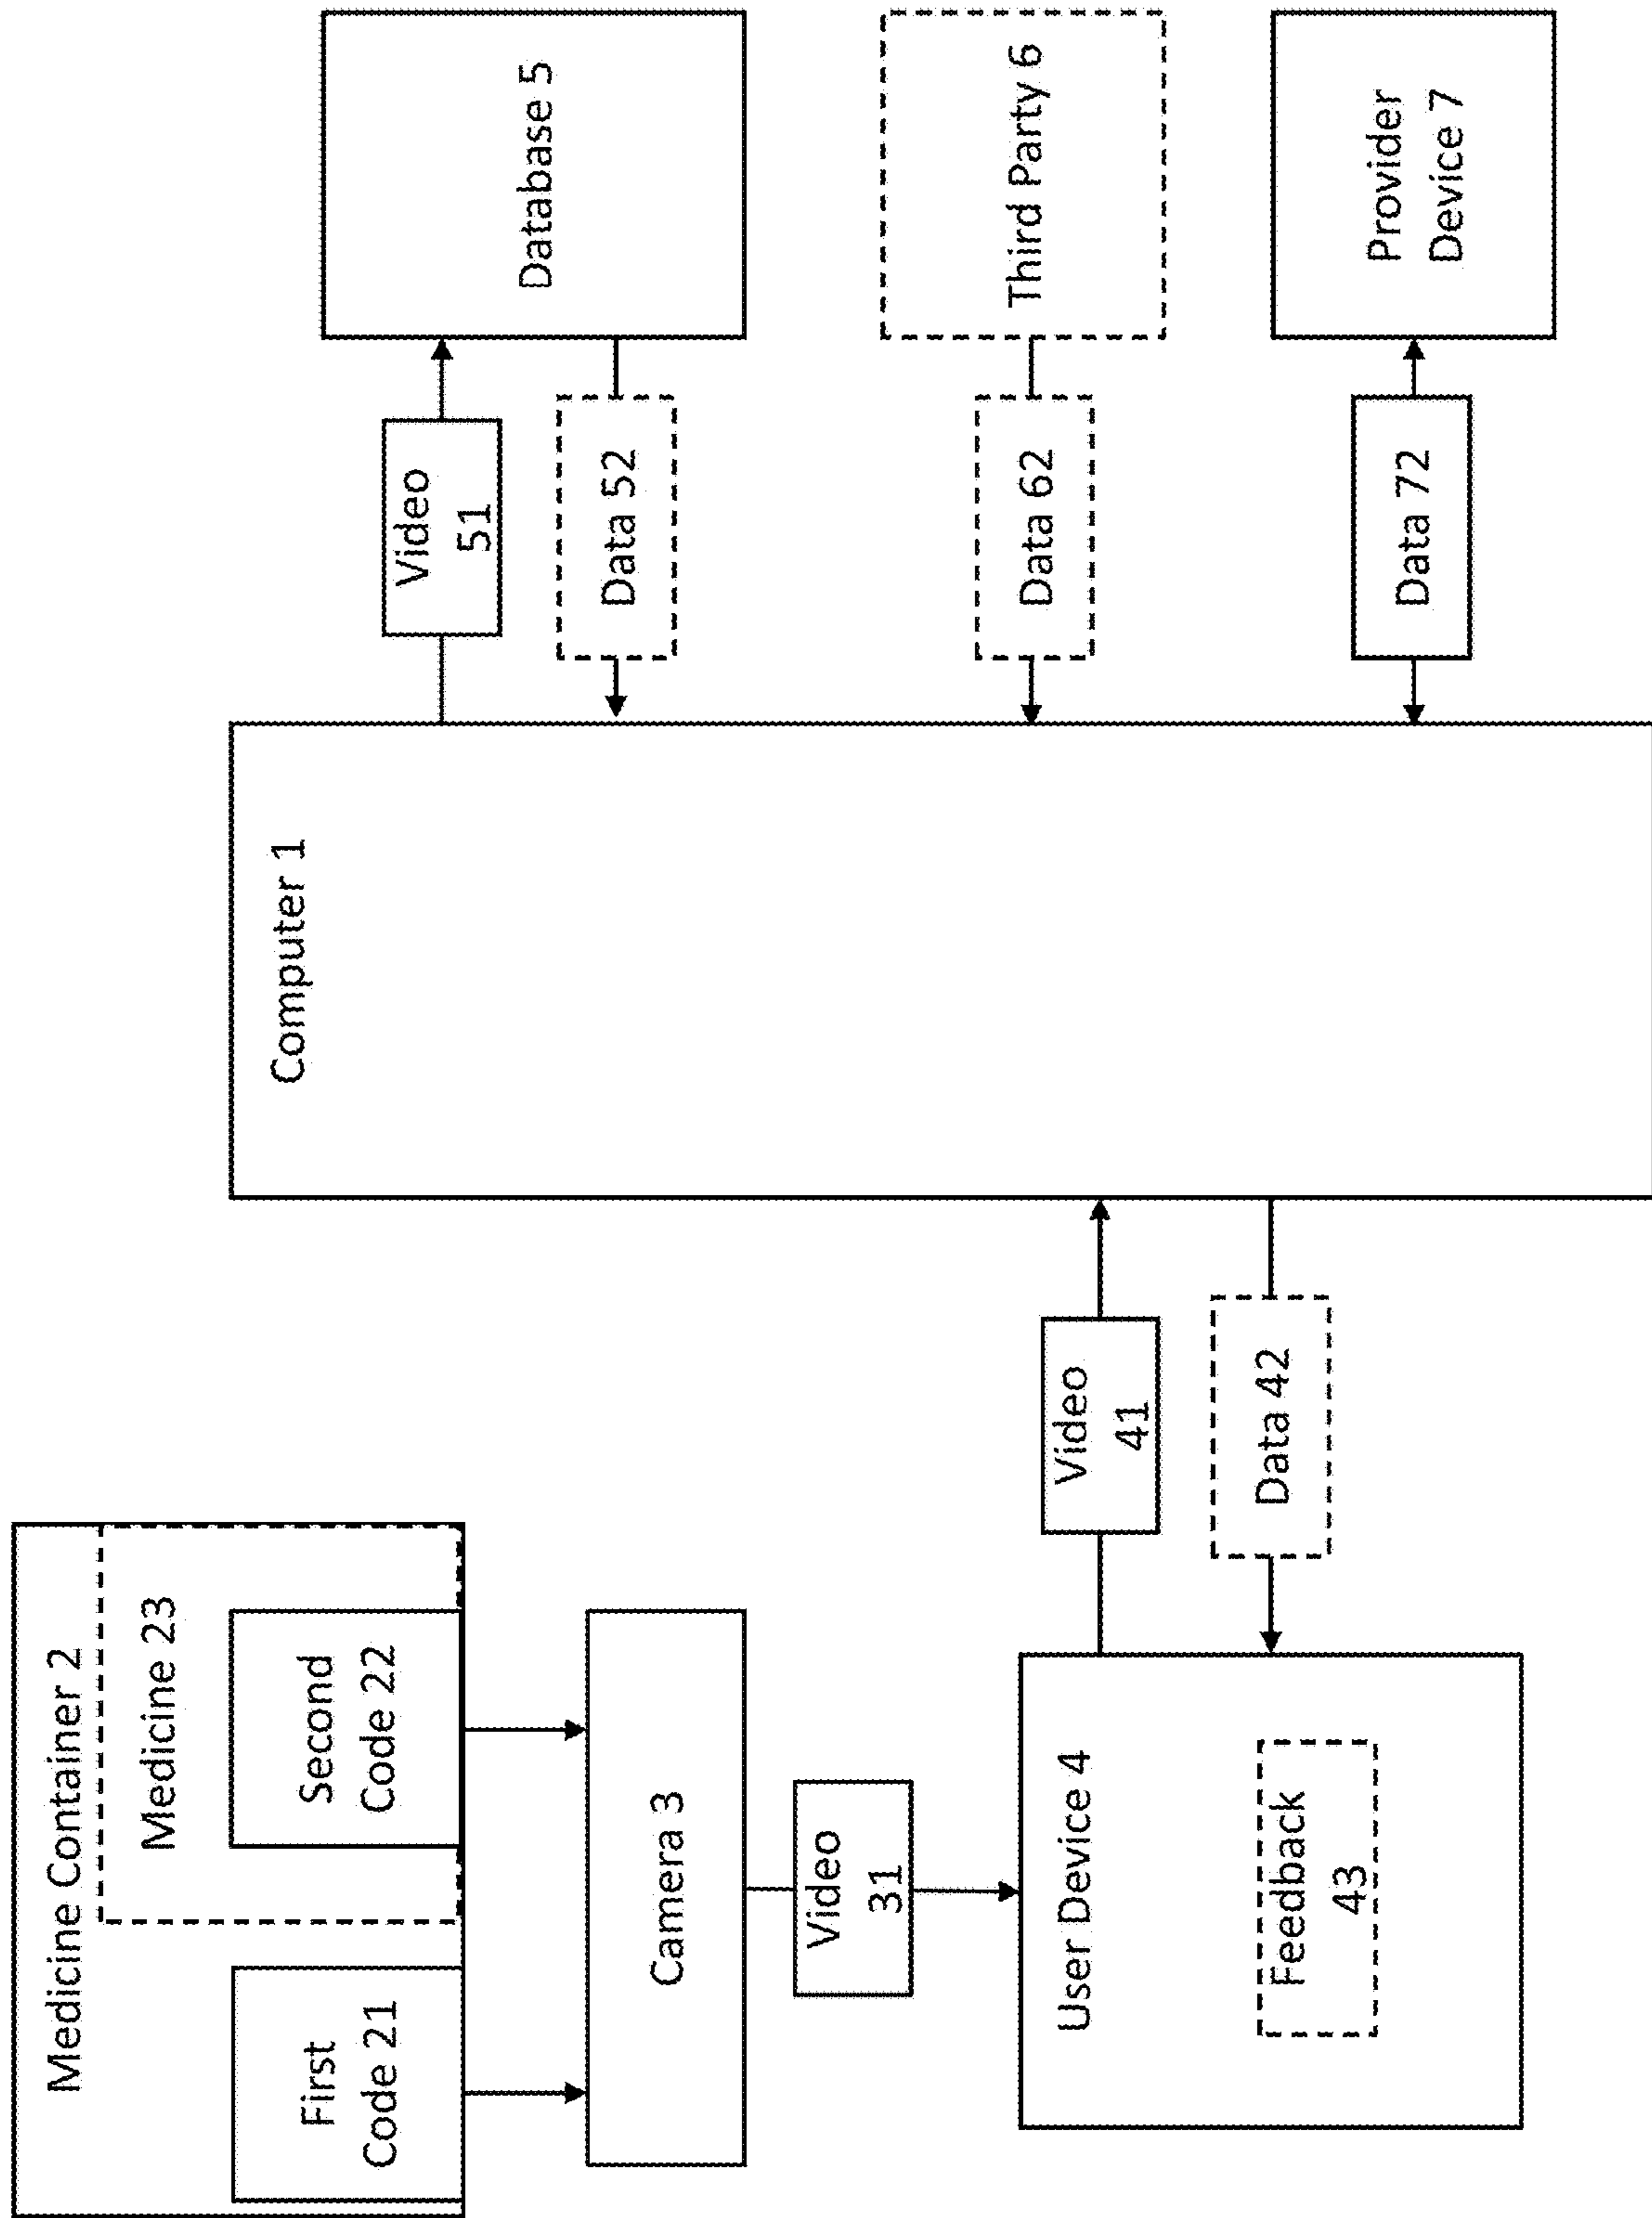 Medicine Container 2
First
Code 21
Medicine 23
Second
Code 22
Camera 3
Video
31
User Device 4
Feedback
43
Video
41
Data 42
Computer 1
Video
51
Data 52
Data 62
Data 72
Database 5
Third Party 6
Provider
Device 7